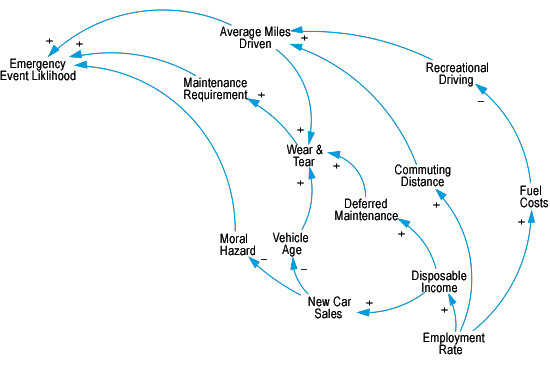 Average Miles
Driven
+
+
+
Emergency
Event Liklihood
Recreational
Driving
Maintenance
Requirement
+
–
+
Wear &
Tear
+
+
Commuting
Distance
Fuel
Costs
+
Deferred
Maintenance
+
+
Moral
Hazard
Vehicle
Age
–
–
Disposable
Income
New Car
Sales
+
+
Employment
Rate